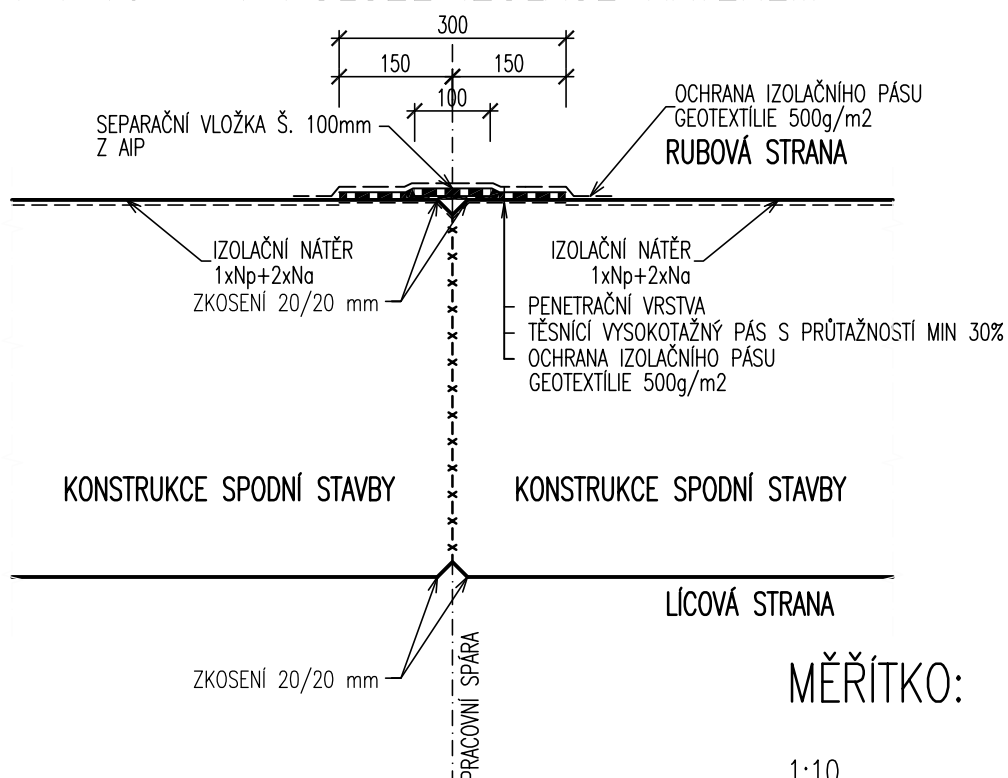 300
150 150
100
SEPARAČNÍ VLOŽKA Š. 100mm
Z AIP
OCHRANA IZOLAČNÍHO PÁSU
GEOTEXTÍLIE 500g/m2
RUBOVÁ STRANA
IZOLAČNÍ NÁTĚR
1xNp+2xNa
IZOLAČNÍ NÁTĚR
1xNp+2xNa
ZKOSENÍ 20/20 mm
PENETRAČNÍ VRSTVA
TĚSNÍCÍ VYSOKOTAŽNÝ PÁS S PRŮTAŽNOSTÍ MIN 30%
OCHRANA IZOLAČNÍHO PÁSU
GEOTEXTÍLIE 500g/m2
KONSTRUKCE SPODNÍ STAVBY
KONSTRUKCE SPODNÍ STAVBY
LÍCOVÁ STRANA
ZKOSENÍ 20/20 mm
PRACOVNÍ SPÁRA
MĚŘÍTKO:
1:10